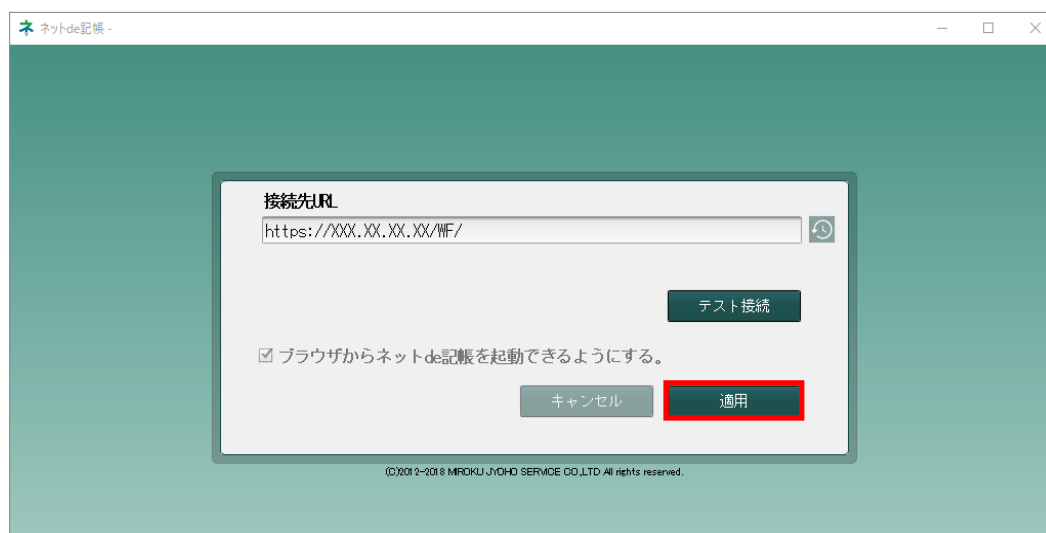 ネットde記帳 -
接続先URL
https://XXX.XX.XX.XX/WF/
テスト接続
ブラウザからネットde記帳を起動できるようにする。
キャンセル
適用
(C)2012-2018 MIROKU JYOHO SERVICE CO.,LTD All rights reserved.